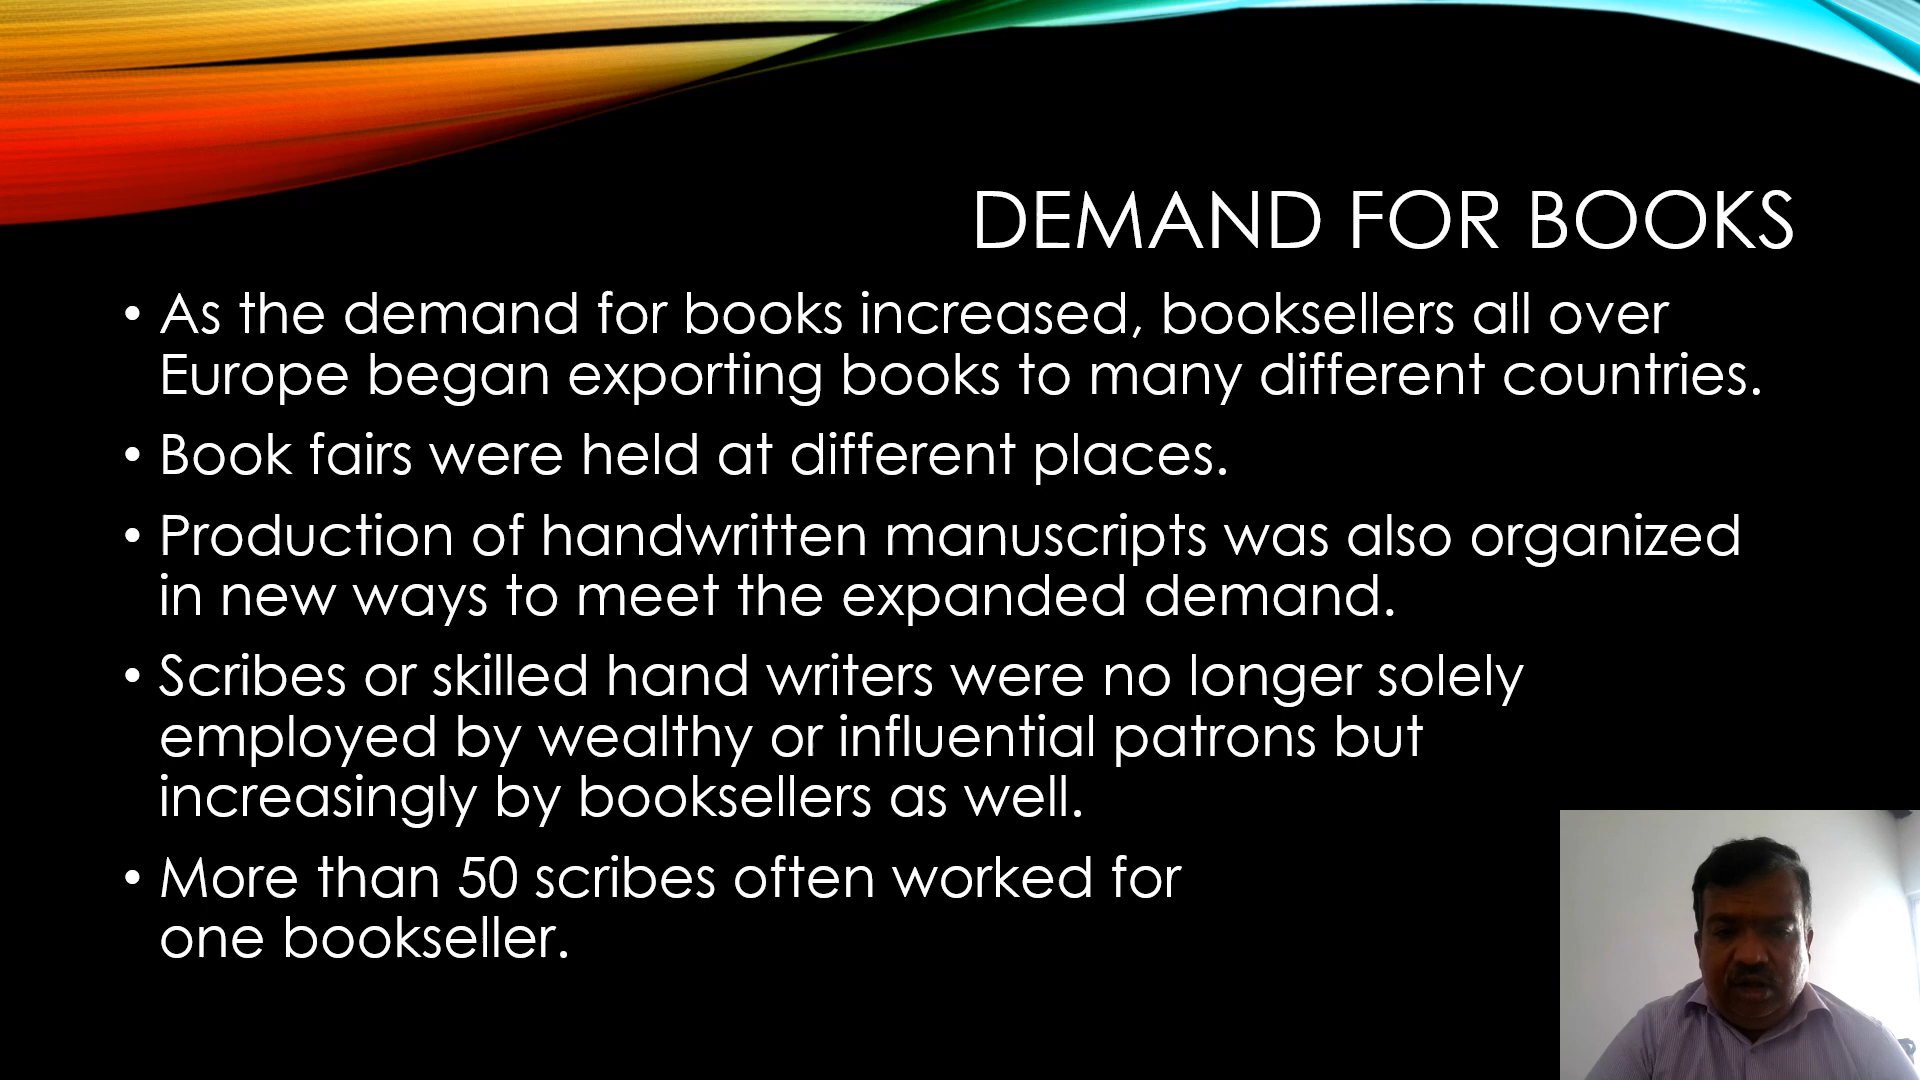 DEMAND FOR BOOKS
• As the demand for books increased, booksellers all over
Europe began exporting books to many different countries.
• Book fairs were held at different places.
• Production of handwritten manuscripts was also organized
in new ways to meet the expanded demand.
• Scribes or skilled hand writers were no longer solely
employed by wealthy or influential patrons but
increasingly by booksellers as well.
• More than 50 scribes often worked for
one bookseller.